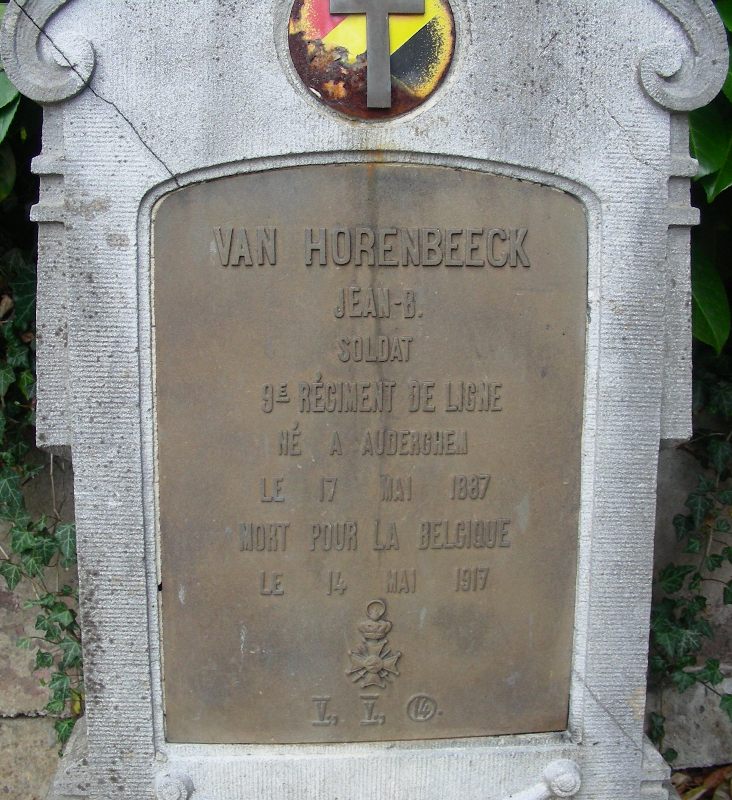 VAN HORENBEECK
JEAN-B.
SOLDAT
9E RÉGIMENT DE LIGNE
NÉ A AUDERGHEM
LE 17 MAI 1887
MORT POUR LA BELGIQUE
LE 14 MAI 1917
V, V, 14.